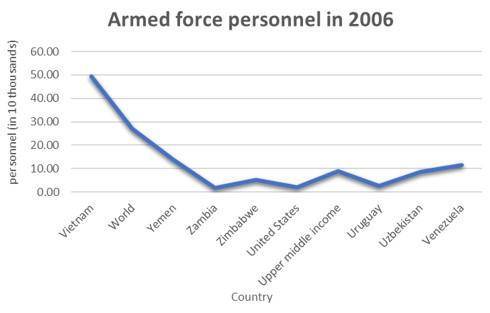 Armed force personnel in 2006
personnel (in 10 thousands)
60.00
50.00
40.00
30.00
20.00
10.00
0.00
Vietnam
World
Yemen
Zambia
Zimbabwe
United States
Upper middle income
Uruguay
Uzbekistan
Venezuela
Country